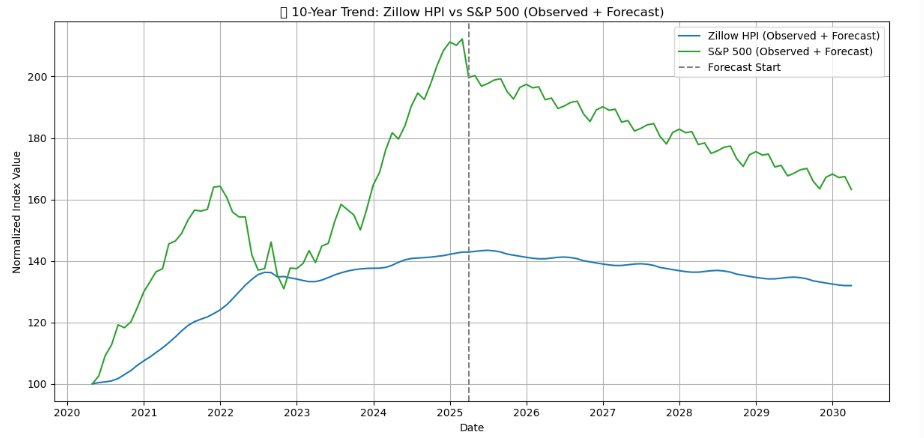 ▯ 10-Year Trend: Zillow HPI vs S&P 500 (Observed + Forecast)
Zillow HPI (Observed + Forecast)
S&P 500 (Observed + Forecast)
Forecast Start
Normalized Index Value
200
180
160
140
120
100
2020 2021 2022 2023 2024 2025 2026 2027 2028 2029 2030
Date